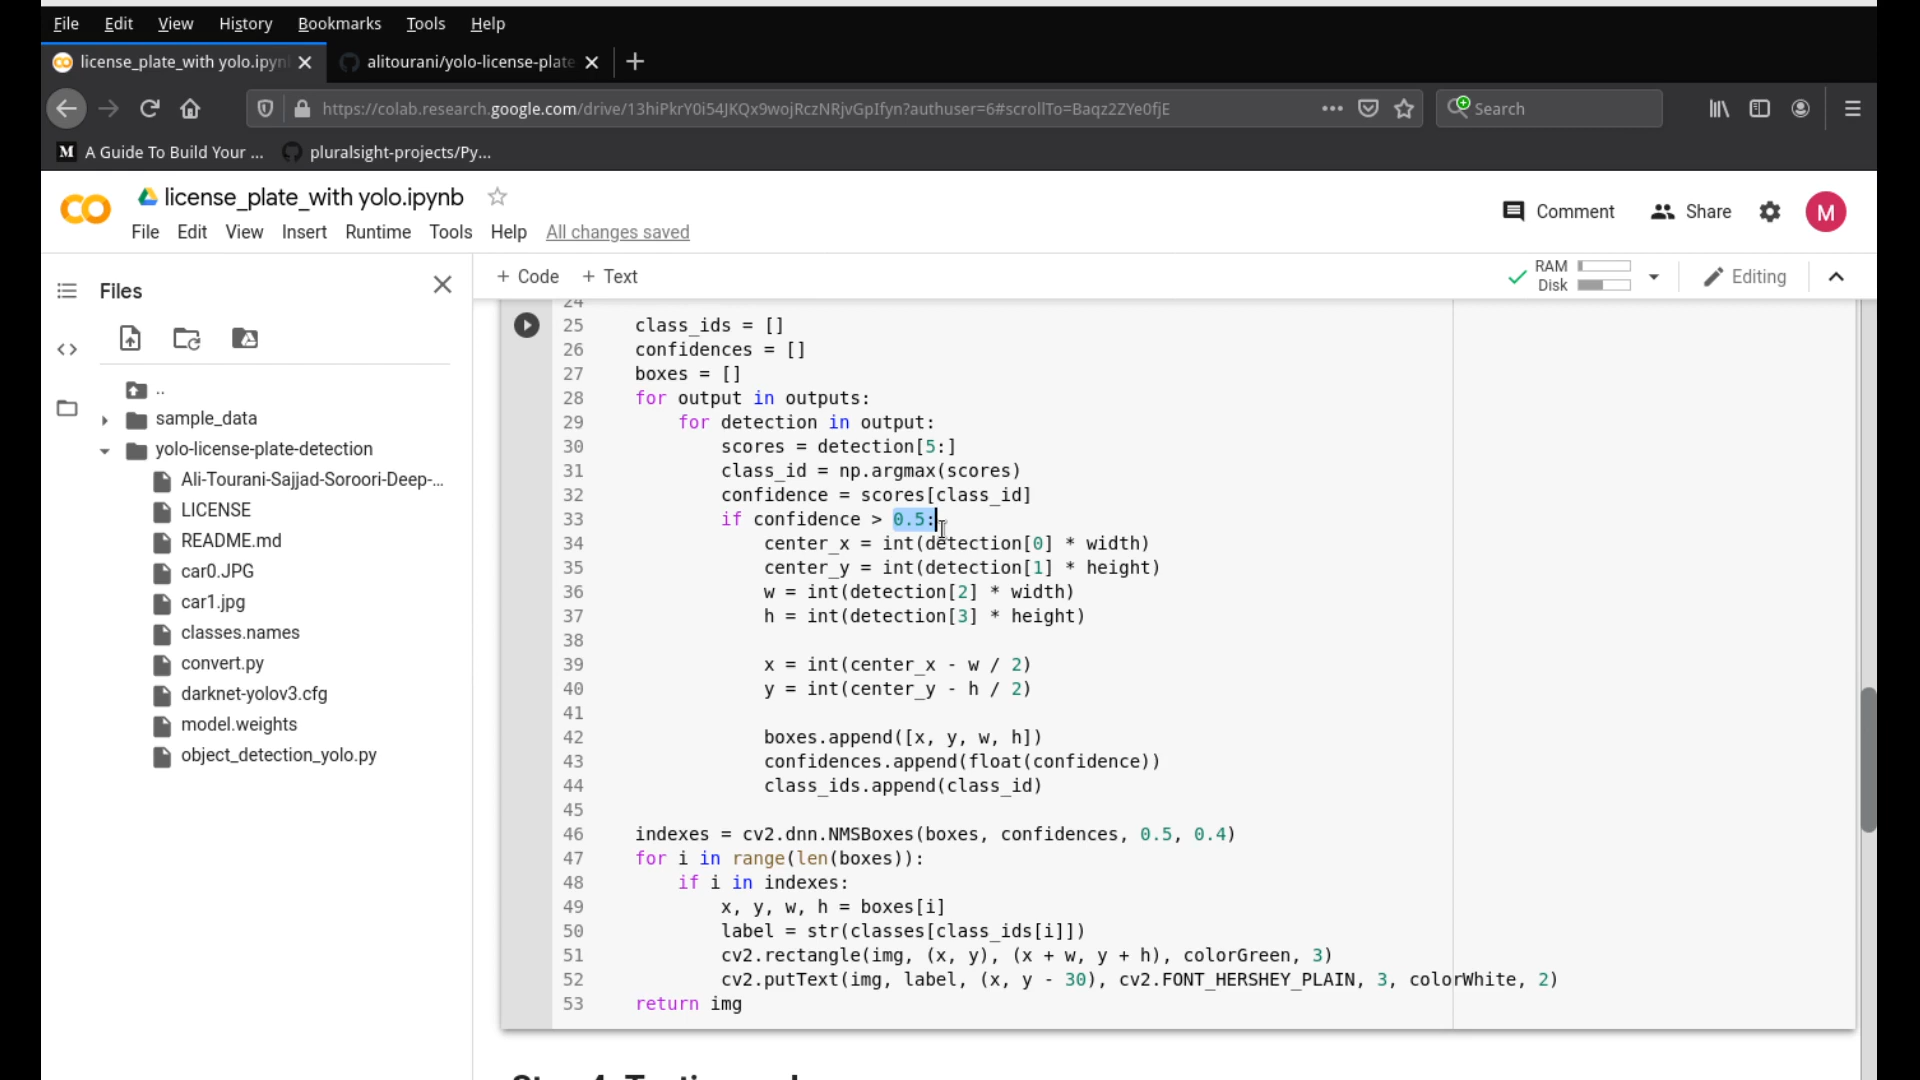 File Edit View History Bookmarks Tools Help
license_plate_with yolo.ipyn
alitourani/yolo-license-plate
https://colab.research.google.com/drive/13hiPkrY0i54JKQx9wojRczNRjvGpIfyn?authuser=6#scrollTo=Baqz2ZYe0fjE
Search
M A Guide To Build Your ... pluralsight-projects/Py...
license_plate_with yolo.ipynb
Comment Share M
File Edit View Insert Runtime Tools Help All changes saved
Files
+ Code + Text
RAM
Disk
Editing
..
sample_data
yolo-license-plate-detection
Ali-Tourani-Sajjad-Soroori-Deep-...
LICENSE
README.md
car0.JPG
car1.jpg
classes.names
convert.py
darknet-yolov3.cfg
model.weights
object_detection_yolo.py
24
25 class_ids = []
26 confidences = []
27 boxes = []
28 for output in outputs:
29 for detection in output:
30 scores = detection[5:]
31 class_id = np.argmax(scores)
32 confidence = scores[class_id]
33 if confidence > 0.5:
34 center_x = int(detection[0] * width)
35 center_y = int(detection[1] * height)
36 w = int(detection[2] * width)
37 h = int(detection[3] * height)
38
39 x = int(center_x - w / 2)
40 y = int(center_y - h / 2)
41
42 boxes.append([x, y, w, h])
43 confidences.append(float(confidence))
44 class_ids.append(class_id)
45
46 indexes = cv2.dnn.NMSBoxes(boxes, confidences, 0.5, 0.4)
47 for i in range(len(boxes)):
48 if i in indexes:
49 x, y, w, h = boxes[i]
50 label = str(classes[class_ids[i]])
51 cv2.rectangle(img, (x, y), (x + w, y + h), colorGreen, 3)
52 cv2.putText(img, label, (x, y - 30), cv2.FONT_HERSHEY_PLAIN, 3, colorWhite, 2)
53 return img